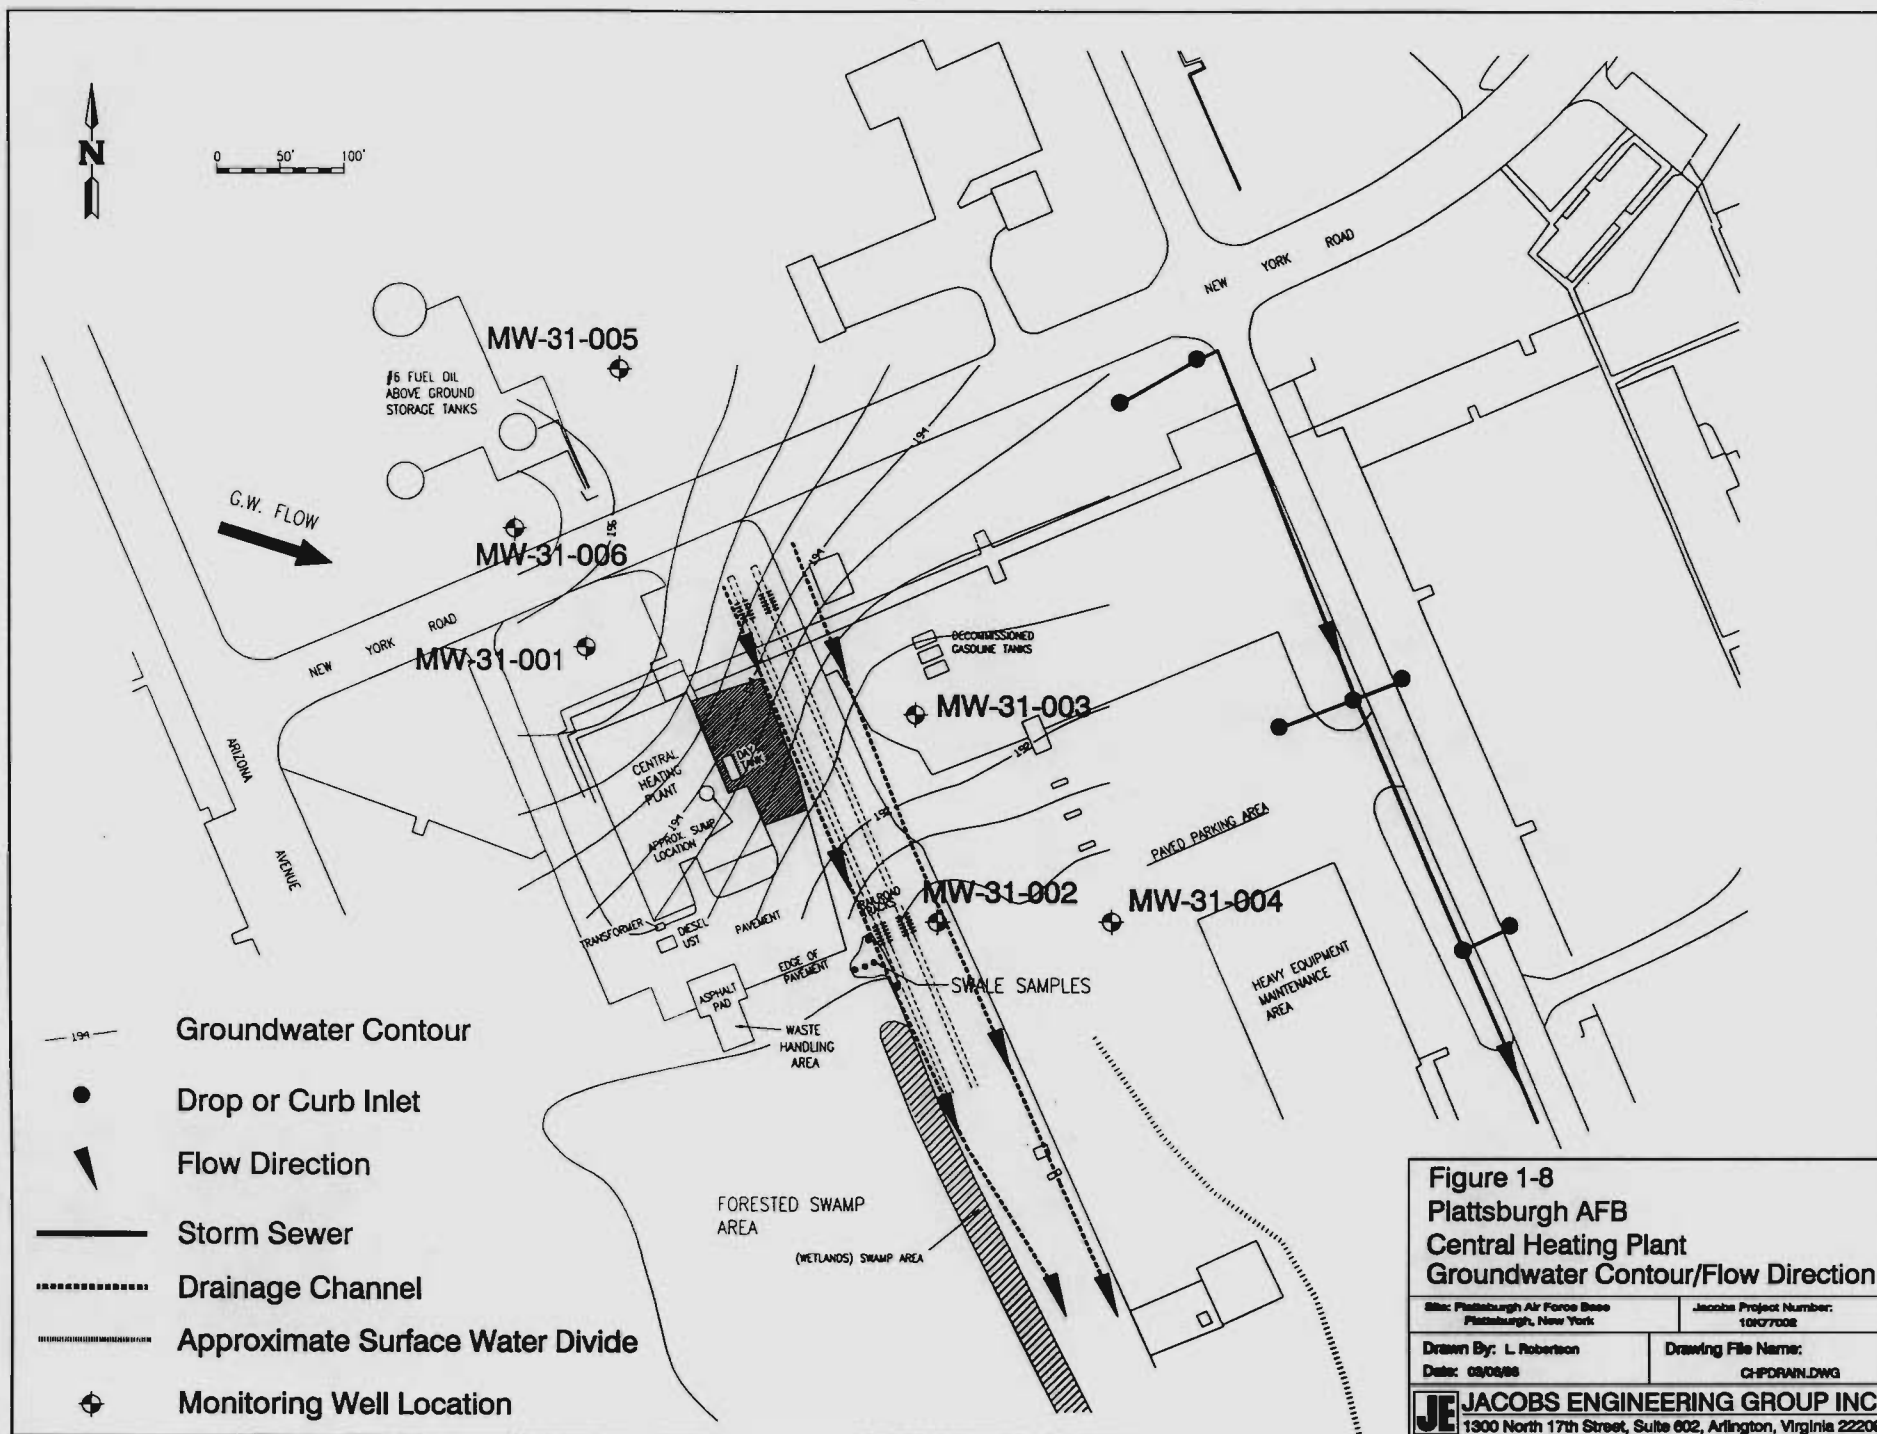 N
0 50' 100'
MW-31-005
#6 FUEL OIL
ABOVE GROUND
STORAGE TANKS
NEW YORK ROAD
194
G.W. FLOW
MW-31-006
196
194
NEW YORK ROAD
MW-31-001
DECOMMISSIONED
GASOLINE TANKS
MW-31-003
192
ARIZONA
AVENUE
CENTRAL
HEATING
PLANT
DAY
TANK
194
APPROX. SUMP
LOCATION
192
PAVED PARKING AREA
RAILROAD
TRACKS
MW-31-002
MW-31-004
TRANSFORMER
DIESEL
UST
PAVEMENT
EDGE OF
PAVEMENT
SWALE SAMPLES
ASPHALT
PAD
WASTE
HANDLING
AREA
HEAVY EQUIPMENT
MAINTENANCE
AREA
FORESTED SWAMP
AREA
(WETLANDS) SWAMP AREA
194
Groundwater Contour
Drop or Curb Inlet
Flow Direction
Storm Sewer
Drainage Channel
Approximate Surface Water Divide
Monitoring Well Location
Figure 1-8
Plattsburgh AFB
Central Heating Plant
Groundwater Contour/Flow Direction
Site: Plattsburgh Air Force Base
Plattsburgh, New York
Jacobs Project Number:
Drawn By: L. Robertson
Date:
Drawing File Name:
CHPDRAIN.DWG
JE JACOBS ENGINEERING GROUP INC
1300 North 17th Street, Suite 602, Arlington, Virginia 22209